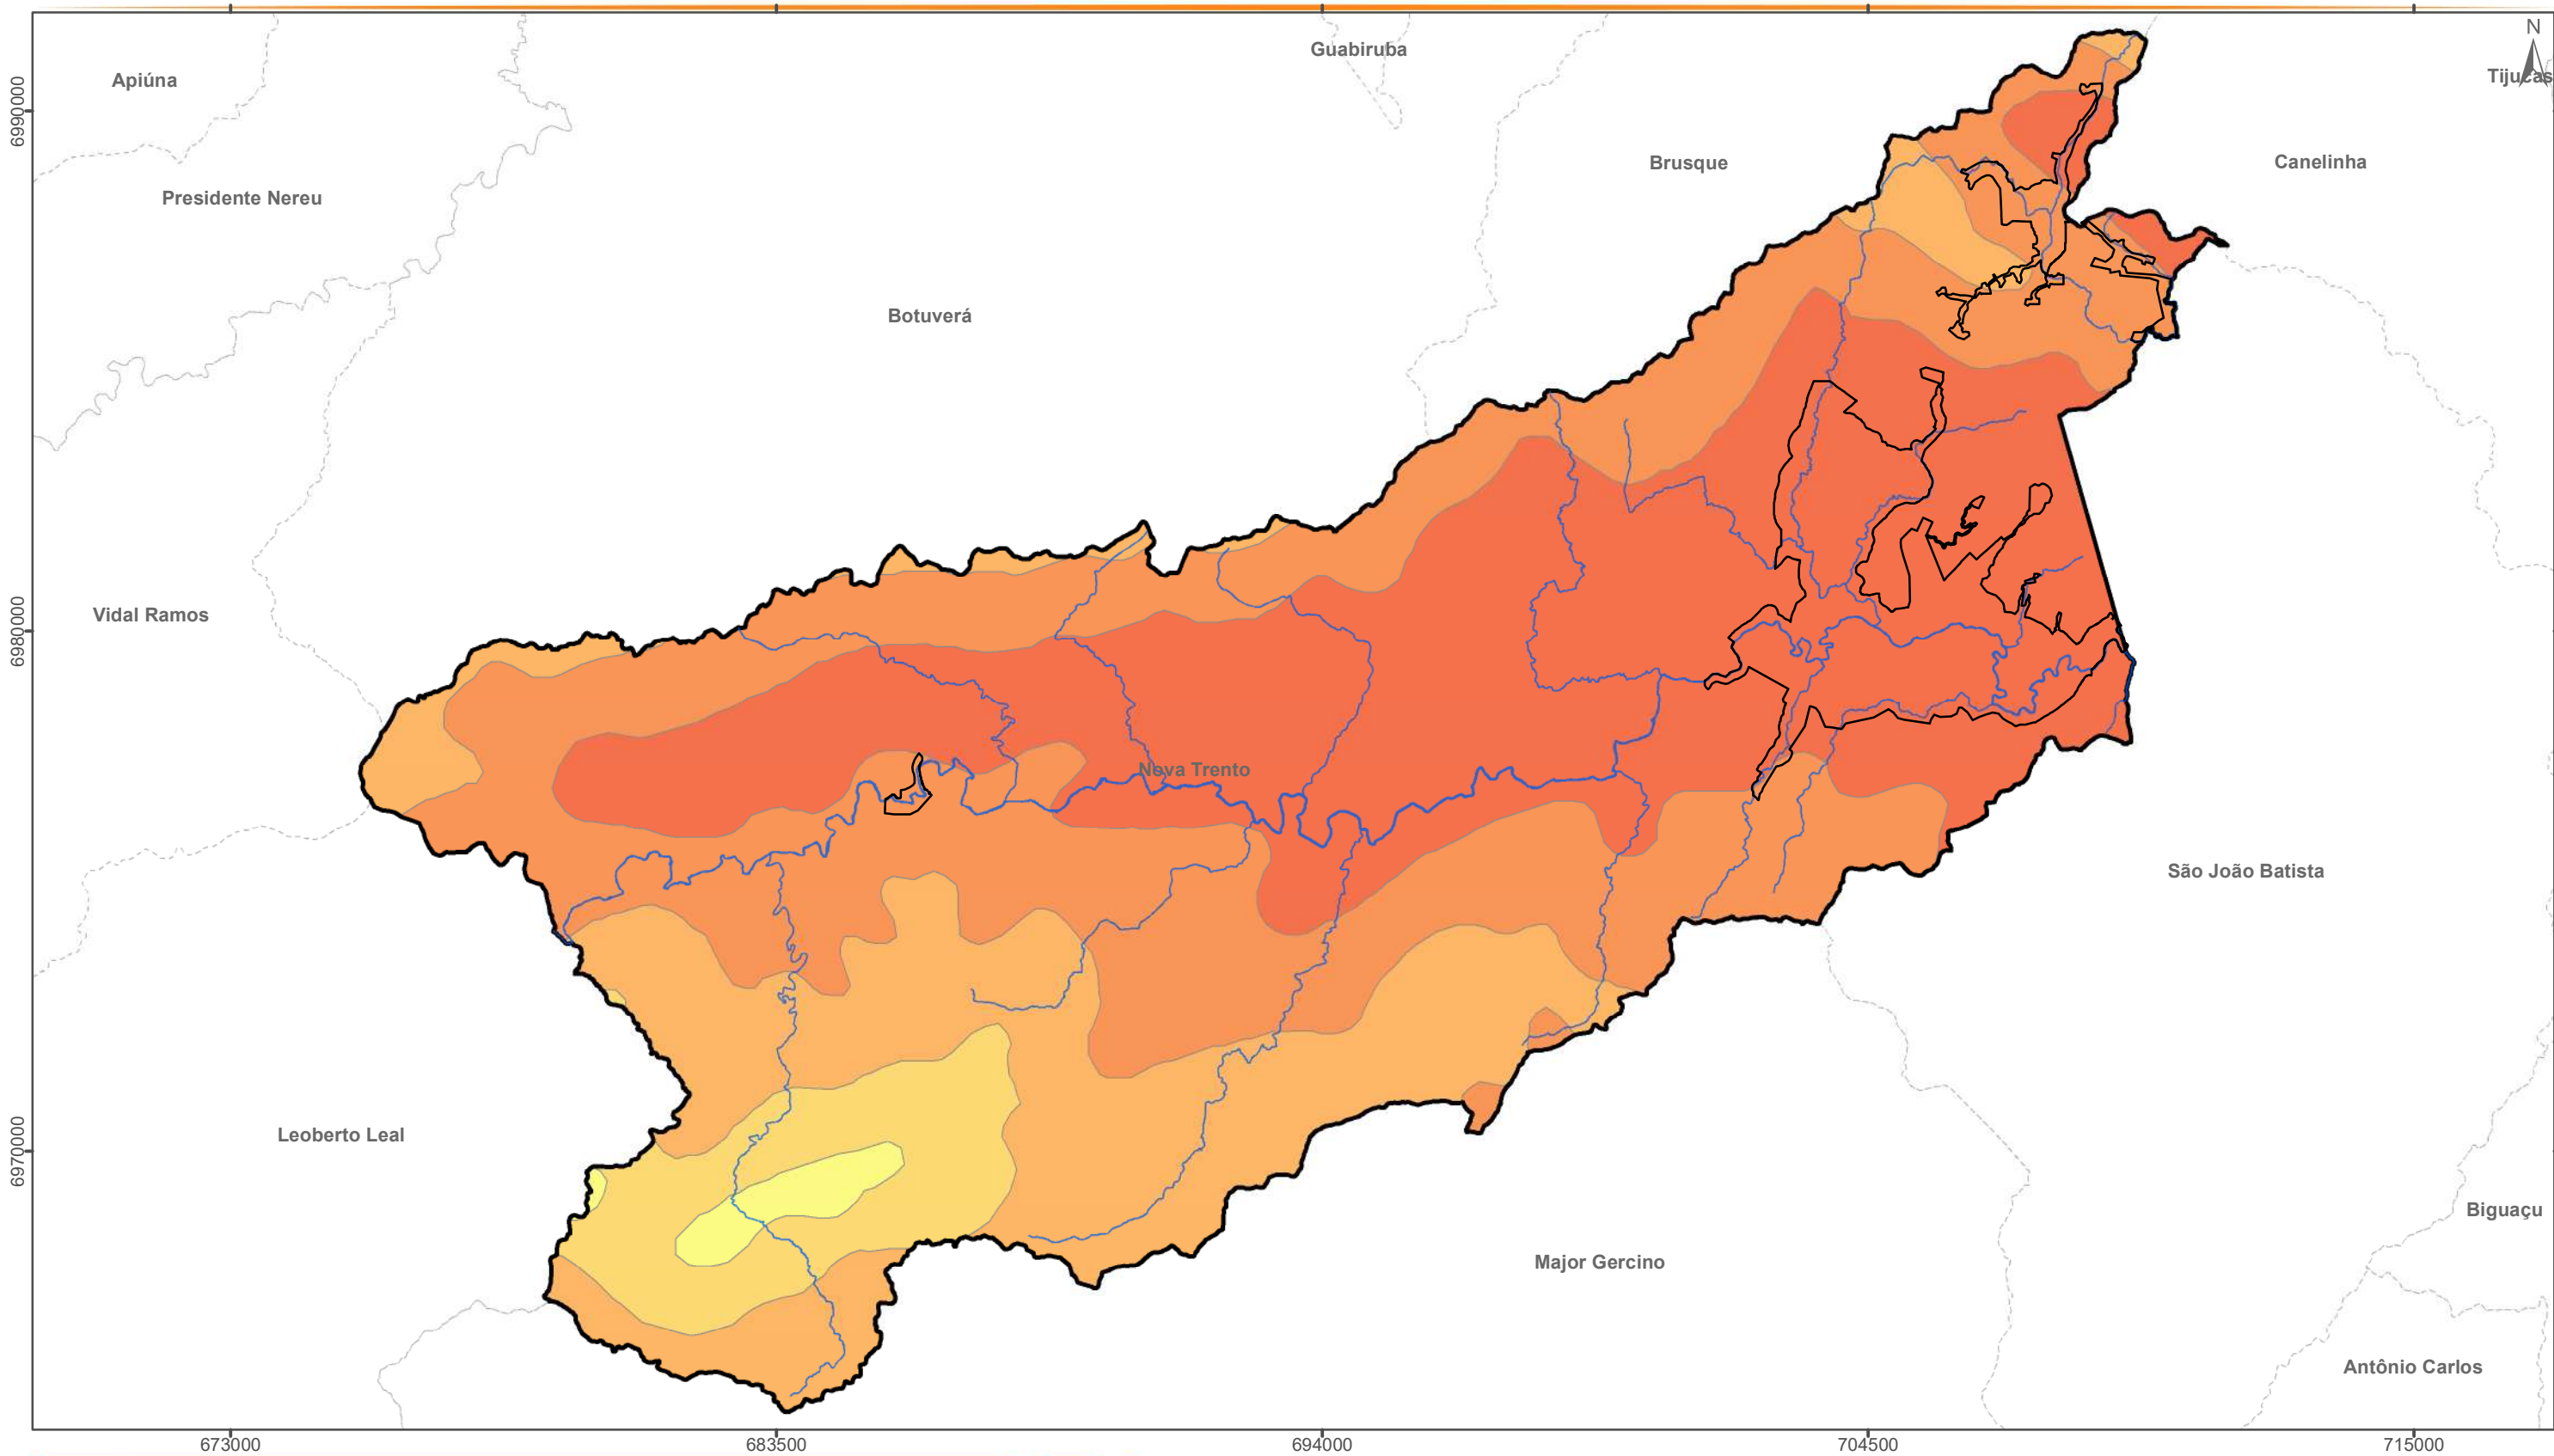 Guabiruba
N
Apiúna
Tijucas
6990000
Brusque
Canelinha
Presidente Nereu
Botuverá
Vidal Ramos
6980000
Nova Trento
São João Batista
Leoberto Leal
6970000
Biguaçu
Major Gercino
Antônio Carlos
673000
683500
694000
704500
715000